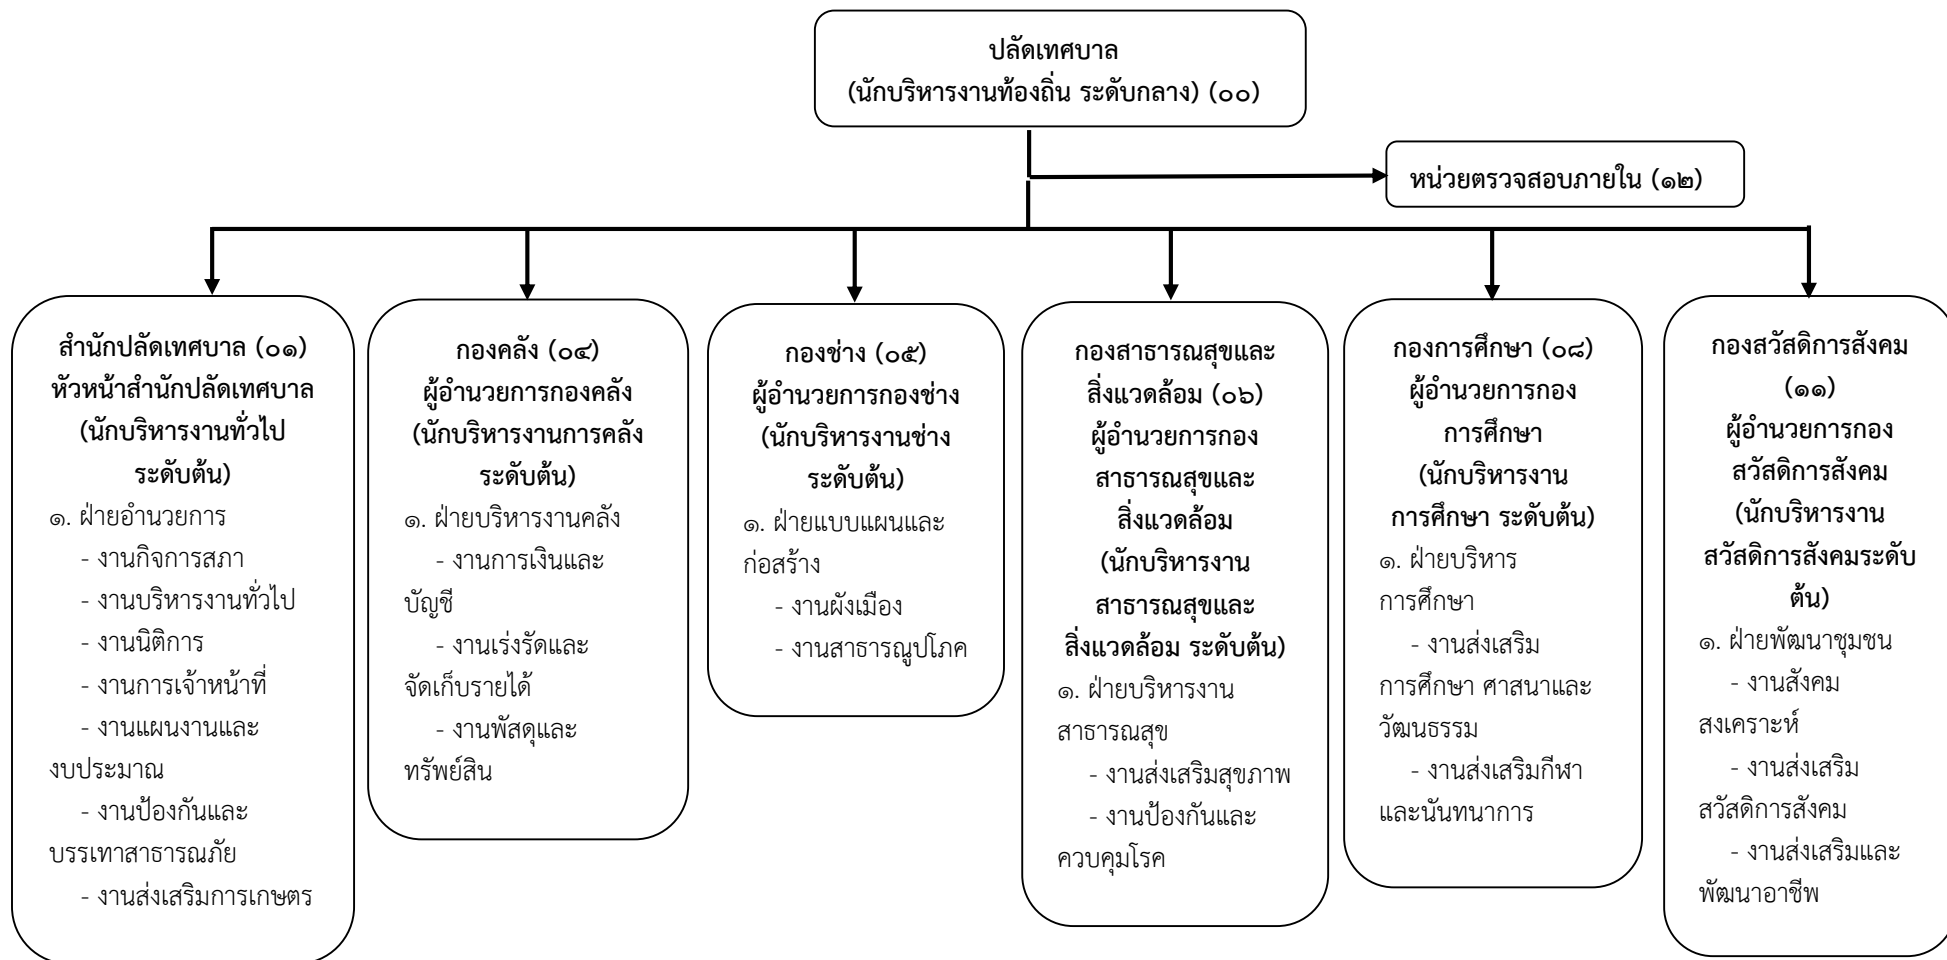 ปลัดเทศบาล
(นักบริหารงานท้องถิ่น ระดับกลาง) (๐๐)
หน่วยตรวจสอบภายใน (๑๒)
สำนักปลัดเทศบาล (๐๑)
หัวหน้าสำนักปลัดเทศบาล
(นักบริหารงานทั่วไป
ระดับต้น)
๑. ฝ่ายอำนวยการ
- งานกิจการสภา
- งานบริหารงานทั่วไป
- งานนิติการ
- งานการเจ้าหน้าที่
- งานแผนงานและ
งบประมาณ
- งานป้องกันและ
บรรเทาสาธารณภัย
- งานส่งเสริมการเกษตร
กองคลัง (๐๔)
ผู้อำนวยการกองคลัง
(นักบริหารงานการคลัง
ระดับต้น)
๑. ฝ่ายบริหารงานคลัง
- งานการเงินและ
บัญชี
- งานเร่งรัดและ
จัดเก็บรายได้
- งานพัสดุและ
ทรัพย์สิน
กองช่าง (๐๕)
ผู้อำนวยการกองช่าง
(นักบริหารงานช่าง
ระดับต้น)
๑. ฝ่ายแบบแผนและ
ก่อสร้าง
- งานผังเมือง
- งานสาธารณูปโภค
กองสาธารณสุขและ
สิ่งแวดล้อม (๐๖)
ผู้อำนวยการกอง
สาธารณสุขและ
สิ่งแวดล้อม
(นักบริหารงาน
สาธารณสุขและ
สิ่งแวดล้อม ระดับต้น)
๑. ฝ่ายบริหารงาน
สาธารณสุข
- งานส่งเสริมสุขภาพ
- งานป้องกันและ
ควบคุมโรค
กองการศึกษา (๐๘)
ผู้อำนวยการกอง
การศึกษา
(นักบริหารงาน
การศึกษา ระดับต้น)
๑. ฝ่ายบริหาร
การศึกษา
- งานส่งเสริม
การศึกษา ศาสนาและ
วัฒนธรรม
- งานส่งเสริมกีฬา
และนันทนาการ
กองสวัสดิการสังคม
(๑๑)
ผู้อำนวยการกอง
สวัสดิการสังคม
(นักบริหารงาน
สวัสดิการสังคมระดับ
ต้น)
๑. ฝ่ายพัฒนาชุมชน
- งานสังคม
สงเคราะห์
- งานส่งเสริม
สวัสดิการสังคม
- งานส่งเสริมและ
พัฒนาอาชีพ